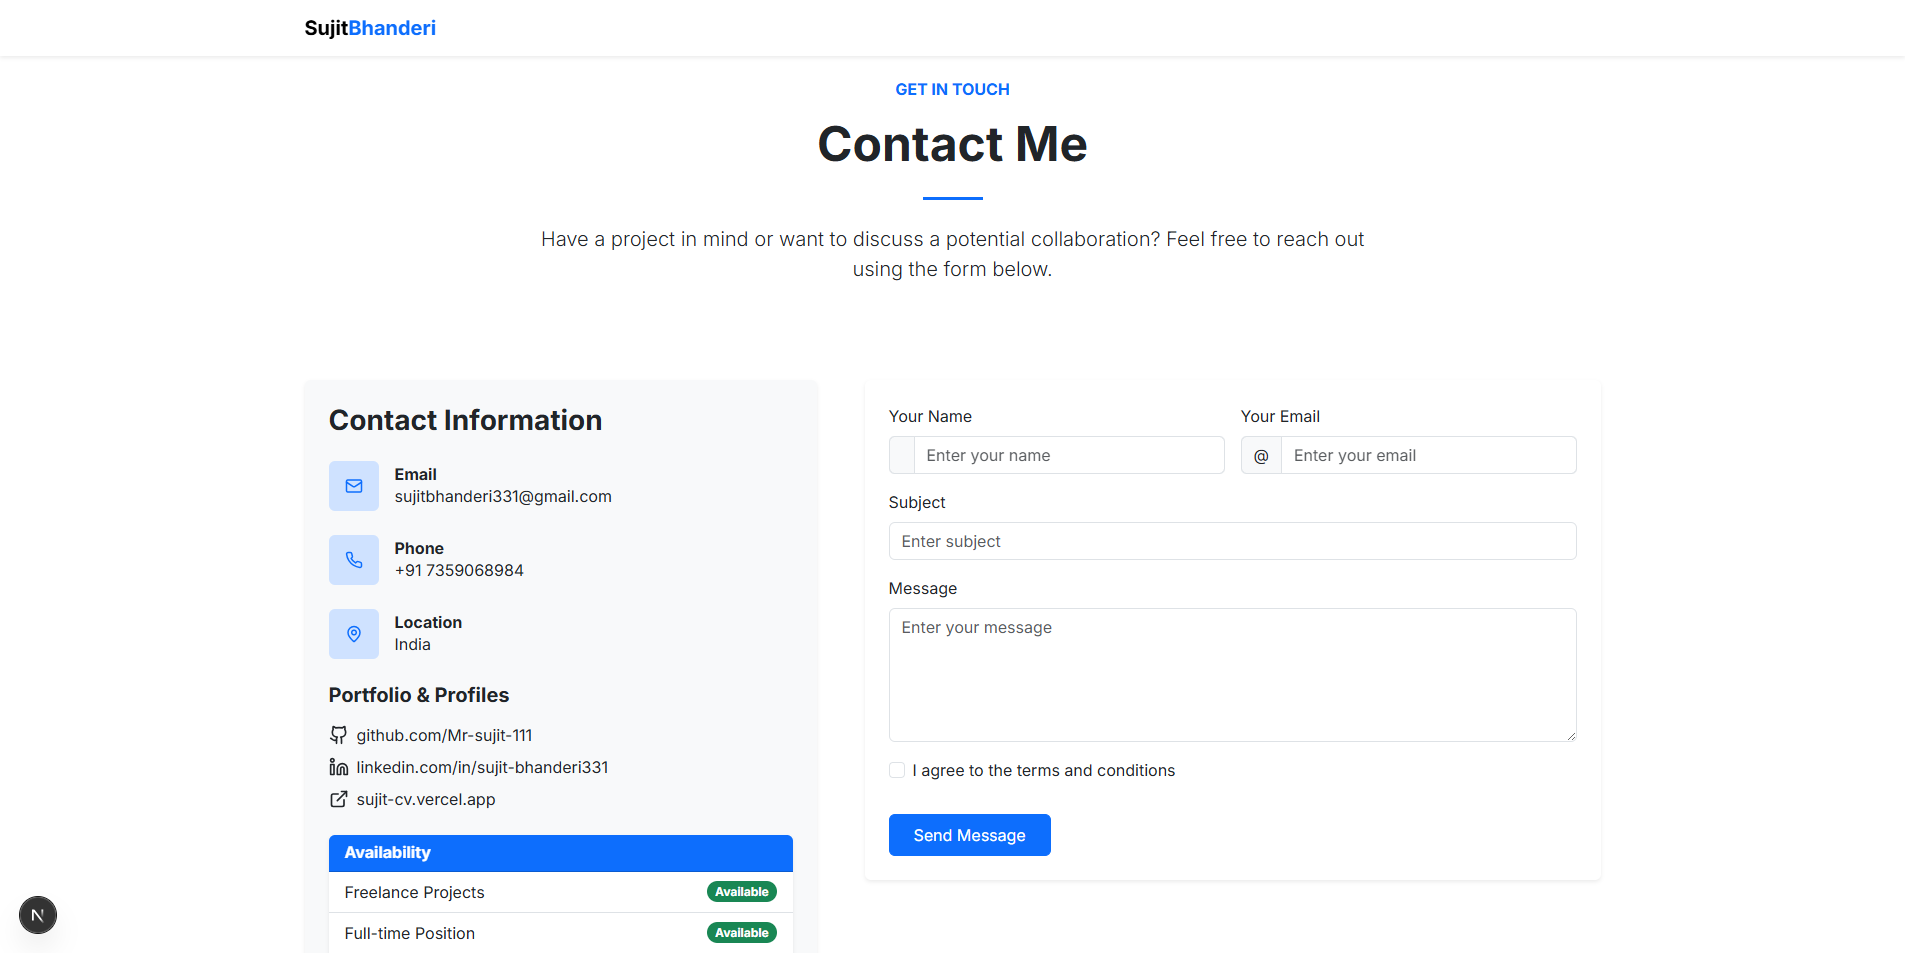 SujitBhanderi
GET IN TOUCH
Contact Me
Have a project in mind or want to discuss a potential collaboration? Feel free to reach out
using the form below.
Contact Information
Email
sujitbhanderi331@gmail.com
Phone
+91 7359068984
Location
India
Portfolio & Profiles
github.com/Mr-sujit-111
linkedin.com/in/sujit-bhanderi331
sujit-cv.vercel.app
Availability
Freelance Projects Available
Full-time Position Available
Your Name Your Email
Enter your name @ Enter your email
Subject
Enter subject
Message
Enter your message
I agree to the terms and conditions
Send Message
N